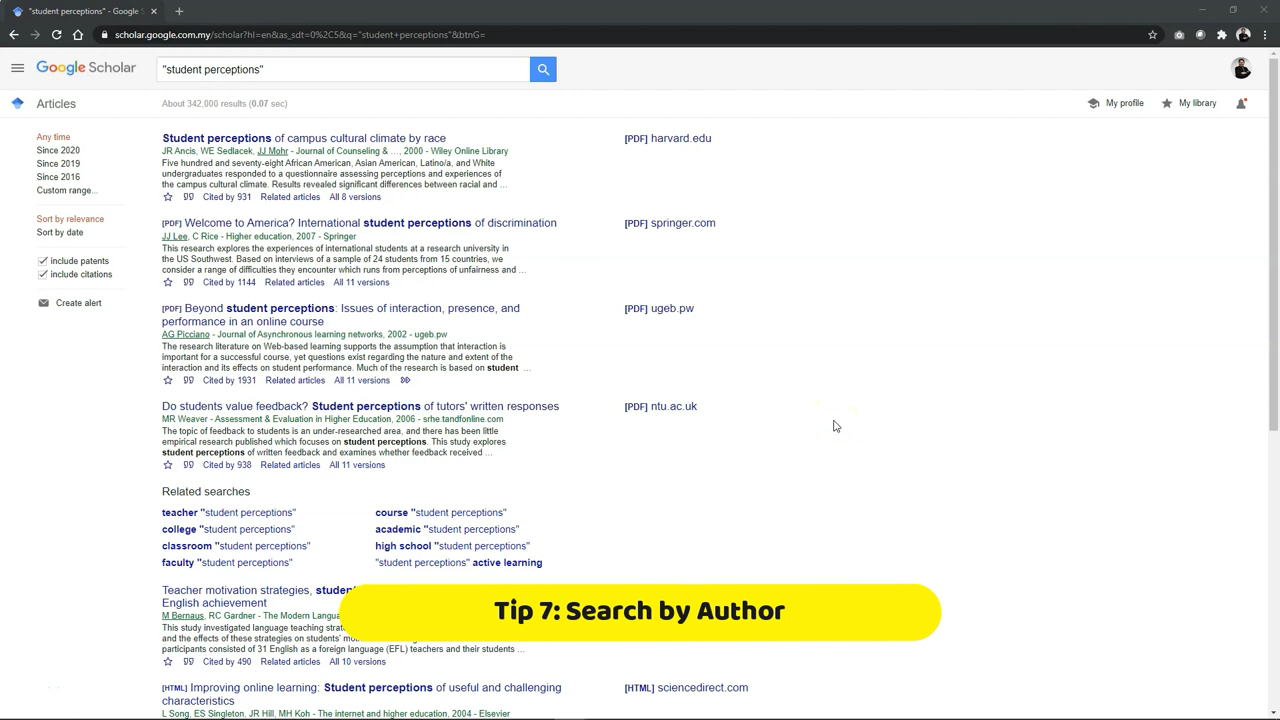 "student perceptions" - Google S
scholar.google.com.my/scholar?hl=en&as_sdt=0%2C5&q="student+perceptions"&btnG=
Google Scholar
"student perceptions"
Articles
About 342,000 results (0.07 sec)
My profile
My library
Any time
Since 2020
Since 2019
Since 2016
Custom range...
Sort by relevance
Sort by date
include patents
include citations
Create alert
Student perceptions of campus cultural climate by race
[PDF] harvard.edu
JR Ancis, WE Sedlacek, JJ Mohr - Journal of Counseling & …, 2000 - Wiley Online Library
Five hundred and seventy-eight African American, Asian American, Latino/a, and White
undergraduates responded to a questionnaire assessing perceptions and experiences of
the campus cultural climate. Results revealed significant differences between racial and ...
Cited by 931 Related articles All 8 versions
[PDF] Welcome to America? International student perceptions of discrimination
[PDF] springer.com
JJ Lee, C Rice - Higher education, 2007 - Springer
This research explores the experiences of international students at a research university in
the US Southwest. Based on interviews of a sample of 24 students from 15 countries, we
consider a range of difficulties they encounter which runs from perceptions of unfairness and ...
Cited by 1144 Related articles All 11 versions
[PDF] Beyond student perceptions: Issues of interaction, presence, and
performance in an online course
[PDF] ugeb.pw
AG Picciano - Journal of Asynchronous learning networks, 2002 - ugeb.pw
The research literature on Web-based learning supports the assumption that interaction is
important for a successful course, yet questions exist regarding the nature and extent of the
interaction and its effects on student performance. Much of the research is based on student ...
Cited by 1931 Related articles All 11 versions
Do students value feedback? Student perceptions of tutors' written responses
[PDF] ntu.ac.uk
MR Weaver - Assessment & Evaluation in Higher Education, 2006 - srhe.tandfonline.com
The topic of feedback to students is an under-researched area, and there has been little
empirical research published which focuses on student perceptions. This study explores
student perceptions of written feedback and examines whether feedback received ...
Cited by 938 Related articles All 11 versions
Related searches
teacher "student perceptions"
course "student perceptions"
college "student perceptions"
academic "student perceptions"
classroom "student perceptions"
high school "student perceptions"
faculty "student perceptions"
"student perceptions" active learning
Teacher motivation strategies,
English achievement
M Bernaus, RC Gardner - The Modern
This study investigated language teaching
and the effects of these strategies on students'
participants consisted of 31 English as a foreign language (EFL) teachers and their students ...
Cited by 490 Related articles All 10 versions
Tip 7: Search by Author
[HTML] Improving online learning: Student perceptions of useful and challenging
characteristics
[HTML] sciencedirect.com
L Song, ES Singleton, JR Hill, MH Koh - The internet and higher education, 2004 - Elsevier